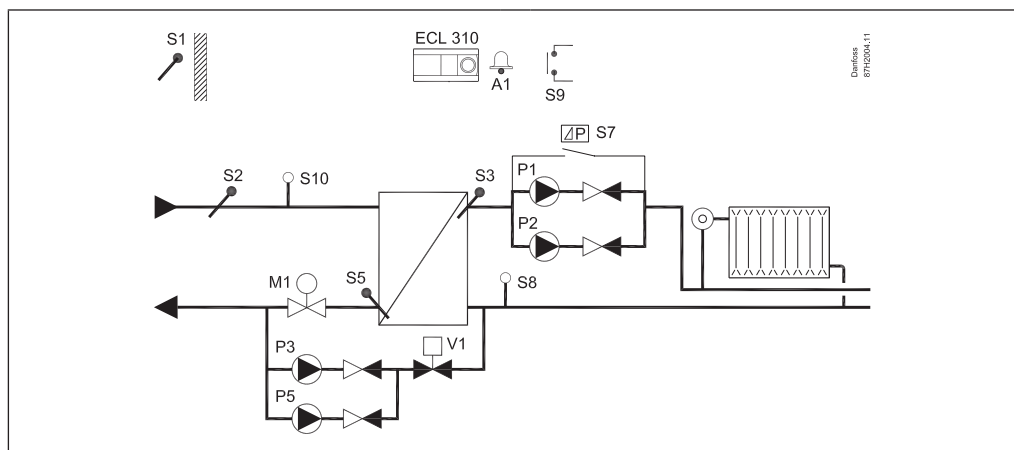 S1
ECL 310
A1
S9
Danfoss
87H2004.11
⊿P S7
P1
S2
S10
S3
P2
M1
S5
S8
P3
V1
P5